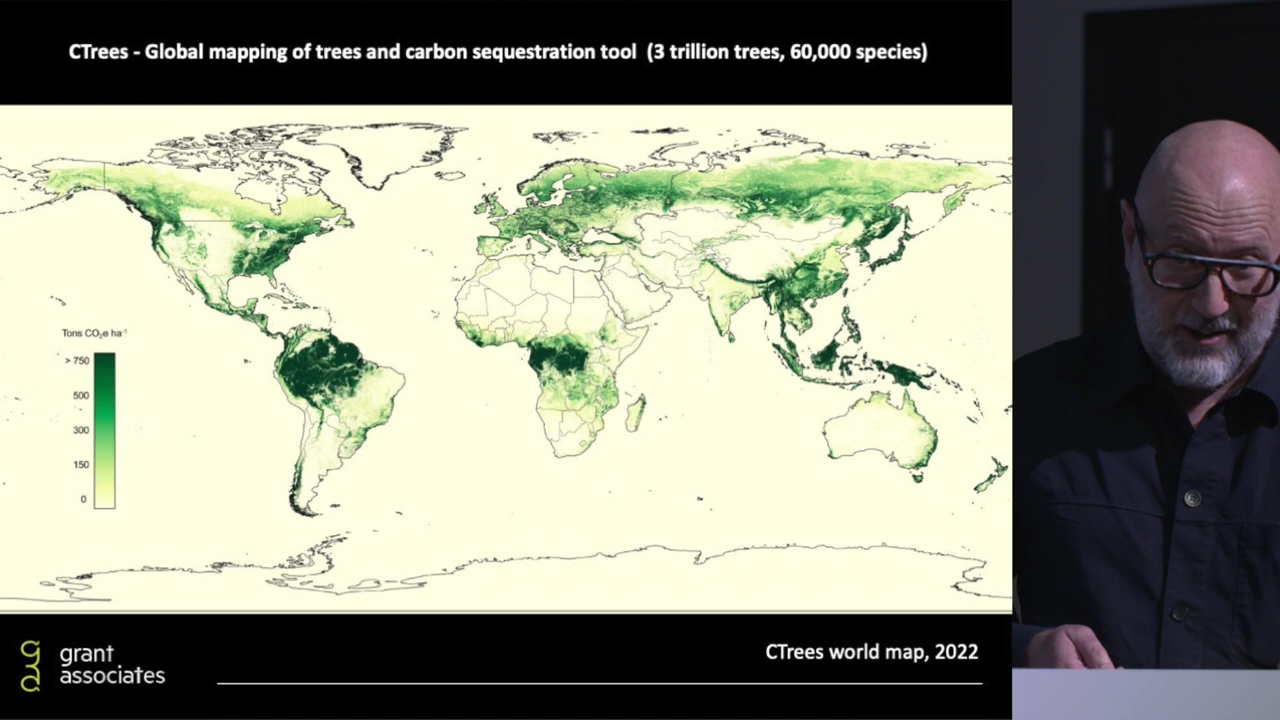 CTrees - Global mapping of trees and carbon sequestration tool (3 trillion trees, 60,000 species)
Tons CO₂e ha⁻¹
> 750
500
300
150
0
grant
associates
CTrees world map, 2022